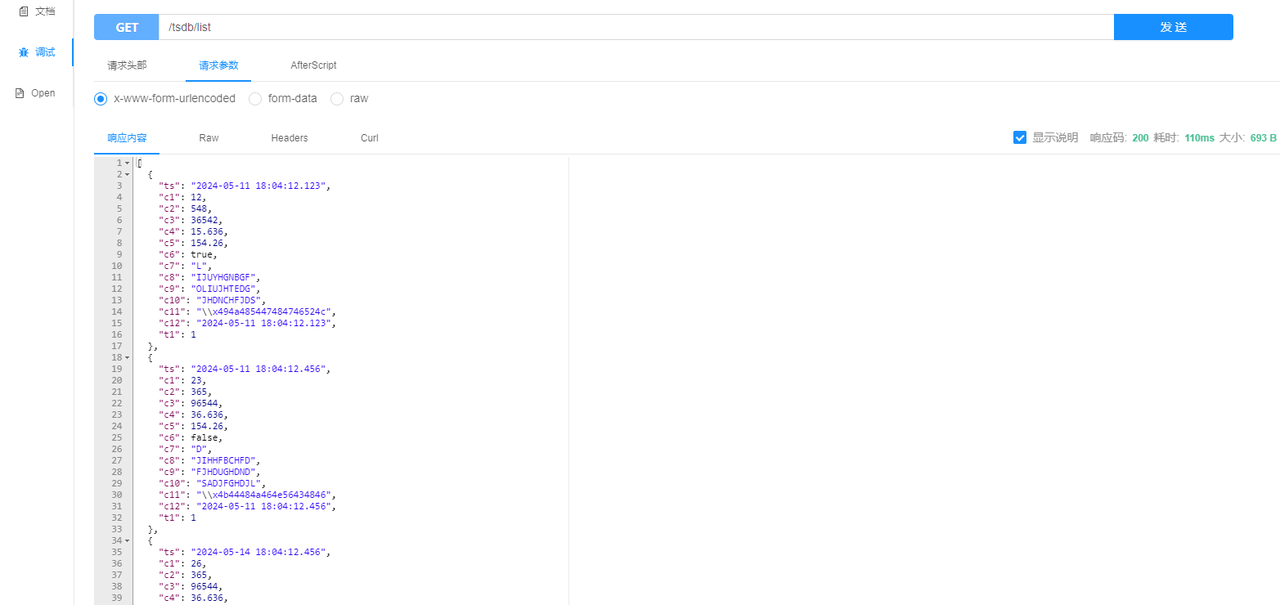 文档
GET /tsdb/list 发 送
调试
请求头部 请求参数 AfterScript
Open
x-www-form-urlencoded form-data raw
响应内容 Raw Headers Curl 显示说明 响应码: 200 耗时: 110ms 大小: 693 B
1 [
2 {
3 "ts": "2024-05-11 18:04:12.123",
4 "c1": 12,
5 "c2": 548,
6 "c3": 36542,
7 "c4": 15.636,
8 "c5": 154.26,
9 "c6": true,
10 "c7": "L",
11 "c8": "IJUYHGNBGF",
12 "c9": "OLIUJHTEDG",
13 "c10": "JHDNCHFJDS",
14 "c11": "\\x494a485447484746524c",
15 "c12": "2024-05-11 18:04:12.123",
16 "t1": 1
17 },
18 {
19 "ts": "2024-05-11 18:04:12.456",
20 "c1": 23,
21 "c2": 365,
22 "c3": 96544,
23 "c4": 36.636,
24 "c5": 154.26,
25 "c6": false,
26 "c7": "D",
27 "c8": "JIHHFBCHFD",
28 "c9": "FJHDUGHDND",
29 "c10": "SADJFGHDJL",
30 "c11": "\\x4b44484a464e56434846",
31 "c12": "2024-05-11 18:04:12.456",
32 "t1": 1
33 },
34 {
35 "ts": "2024-05-14 18:04:12.456",
36 "c1": 26,
37 "c2": 365,
38 "c3": 96544,
39 "c4": 36.636,